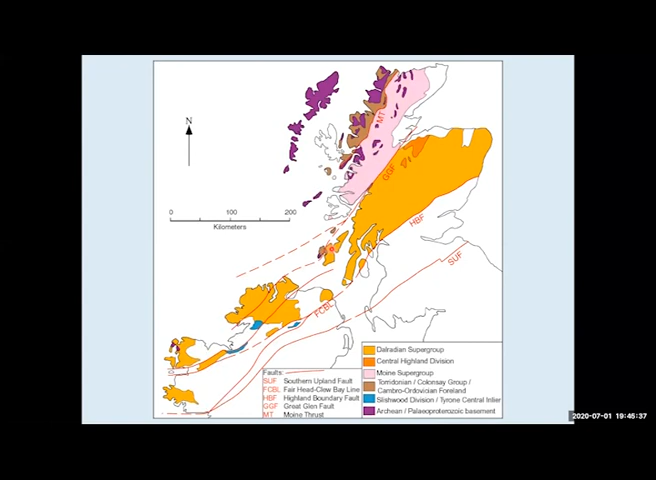 N
0 100 200
Kilometers
MT
GGF
HBF
SUF
FCBL
Faults:
SUF Southern Upland Fault
FCBL Fair Head-Clew Bay Line
HBF Highland Boundary Fault
GGF Great Glen Fault
MT Moine Thrust
Dalradian Supergroup
Central Highland Division
Moine Supergroup
Torridonian / Colonsay Group /
Cambro-Ordovician Foreland
Slishwood Division / Tyrone Central Inlier
Archean / Palaeoproterozoic basement
2020-07-01 19:45:37